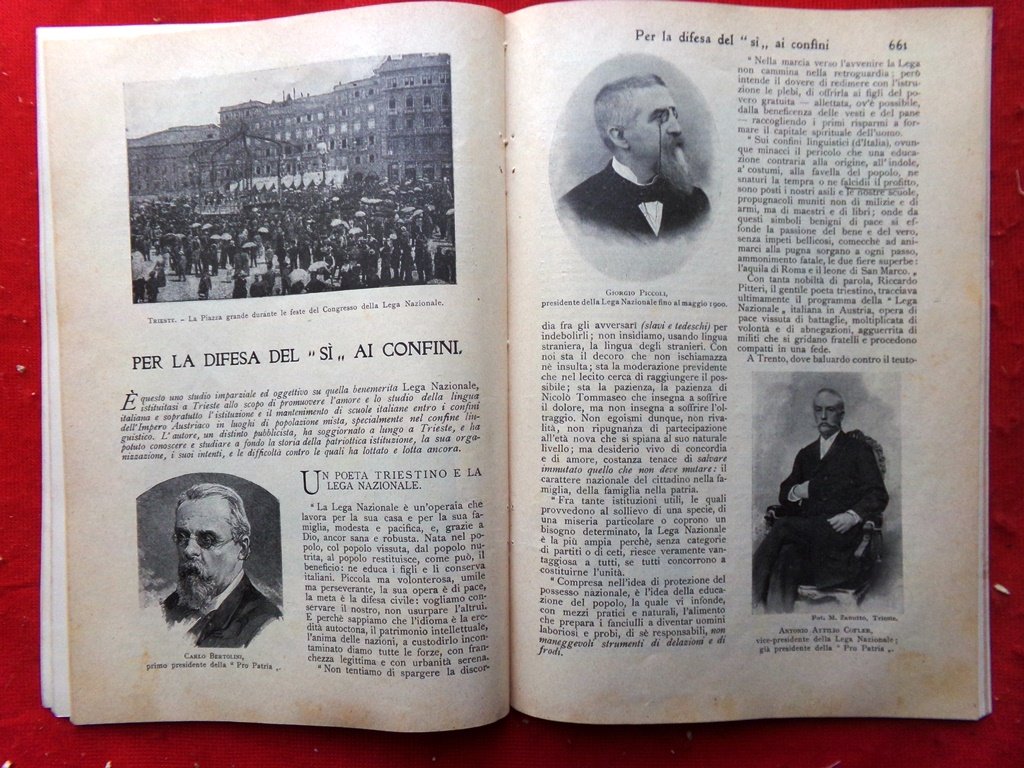 TRIESTE. - La Piazza grande durante le feste del Congresso della Lega Nazionale.
PER LA DIFESA DEL " SÌ „ AI CONFINI.
È questo uno studio imparziale ed oggettivo su quella benemerita Lega Nazionale,
istituitasi a Trieste allo scopo di promuovere l'amore e lo studio della lingua
italiana e sopratutto l'istituzione e il mantenimento di scuole italiane entro i confini
dell'Impero Austriaco in luoghi di popolazione mista, specialmente nel confine lin-
guistico. L'autore, un distinto pubblicista, ha soggiornato a lungo a Trieste, e ha
potuto conoscere e studiare a fondo la storia della patriottica istituzione, la sua orga-
nizzazione, i suoi intenti, e le difficoltà contro le quali ha lottato e lotta ancora.
CARLO BERTOLINI,
primo presidente della " Pro Patria „.
UN POETA TRIESTINO E LA
LEGA NAZIONALE.
" La Lega Nazionale è un'operaia che
lavora per la sua casa e per la sua fa-
miglia, modesta e pacifica, e, grazie a
Dio, ancor sana e robusta. Nata nel po-
polo, col popolo vissuta, dal popolo nu-
trita, al popolo restituisce, come può, il
beneficio: ne educa i figli e li conserva
italiani. Piccola ma volonterosa, umile
ma perseverante, la sua opera è di pace,
la meta è la difesa civile: vogliamo con-
servare il nostro, non usurpare l'altrui.
E perchè sappiamo che l'idioma è la ere-
dità autoctona, il patrimonio intellettuale,
l'anima delle nazioni, a custodirlo incon-
taminato diamo tutte le forze, con fran-
chezza legittima e con urbanità serena.
" Non tentiamo di spargere la discor-
Per la difesa del " sì „ ai confini
661
GIORGIO PICCOLI,
presidente della Lega Nazionale fino al maggio 1900.
dia fra gli avversari (slavi e tedeschi) per
indebolirli; non insidiamo, usando lingua
straniera, la lingua degli stranieri. Con
noi sta il decoro che non ischiamazza
nè insulta; sta la moderazione previdente
che nel lecito cerca di raggiungere il pos-
sibile; sta la pazienza, la pazienza di
Nicolò Tommaseo che insegna a soffrire
il dolore, ma non insegna a soffrire l'ol-
traggio. Non egoismi dunque, non riva-
lità, non ripugnanza di partecipazione
all'età nova che si spiana al suo naturale
livello; ma desiderio vivo di concordia
e di amore, costanza tenace di salvare
immutato quello che non deve mutare: il
carattere nazionale del cittadino nella fa-
miglia, della famiglia nella patria.
" Fra tante istituzioni utili, le quali
provvedono al sollievo di una specie, di
una miseria particolare o coprono un
bisogno determinato, la Lega Nazionale
è la più ampia perchè, senza categorie
di partiti o di ceti, riesce veramente van-
taggiosa a tutti, se tutti concorrono a
costituirne l'unità.
" Compresa nell'idea di protezione del
possesso nazionale, è l'idea della educa-
zione del popolo, la quale vi infonde,
con mezzi pratici e naturali, l'alimento
che prepara i fanciulli a diventar uomini
laboriosi e probi, di sè responsabili, non
maneggevoli strumenti di delazioni e di
frodi.
" Nella marcia verso l'avvenire la Lega
non cammina nella retroguardia; però
intende il dovere di redimere con l'istru-
zione le plebi, di offrirla ai figli del po-
vero gratuita — allettata, ov'è possibile,
dalla beneficenza delle vesti e del pane
— raccogliendo i primi risparmi a for-
mare il capitale spirituale dell'uomo.
" Sui confini linguistici (d'Italia), ovun-
que minacci il pericolo che una educa-
zione contraria alla origine, all'indole,
a' costumi, alla favella del popolo, ne
snaturi la tempra o ne falcidii il profitto,
sono posti i nostri asili e le nostre scuole,
propugnacoli muniti non di milizie e di
armi, ma di maestri e di libri; onde da
questi simboli benigni di pace si ef-
fonde la passione del bene e del vero,
senza impeti bellicosi, comecchè ad ani-
marci alla pugna sorgano a ogni passo,
ammonimento fatale, le due fiere superbe:
l'aquila di Roma e il leone di San Marco. „
Con tanta nobiltà di parola, Riccardo
Pitteri, il gentile poeta triestino, tracciava
ultimamente il programma della " Lega
Nazionale „ italiana in Austria, opera di
pace vissuta di battaglie, moltiplicata di
volontà e di abnegazioni, agguerrita di
militi che si gridano fratelli e procedono
compatti in una fede.
A Trento, dove baluardo contro il teuto-
Fot. M. Zanutto, Trieste.
ANTONIO ATTILIO COFLER,
vice-presidente della Lega Nazionale;
già presidente della " Pro Patria „.